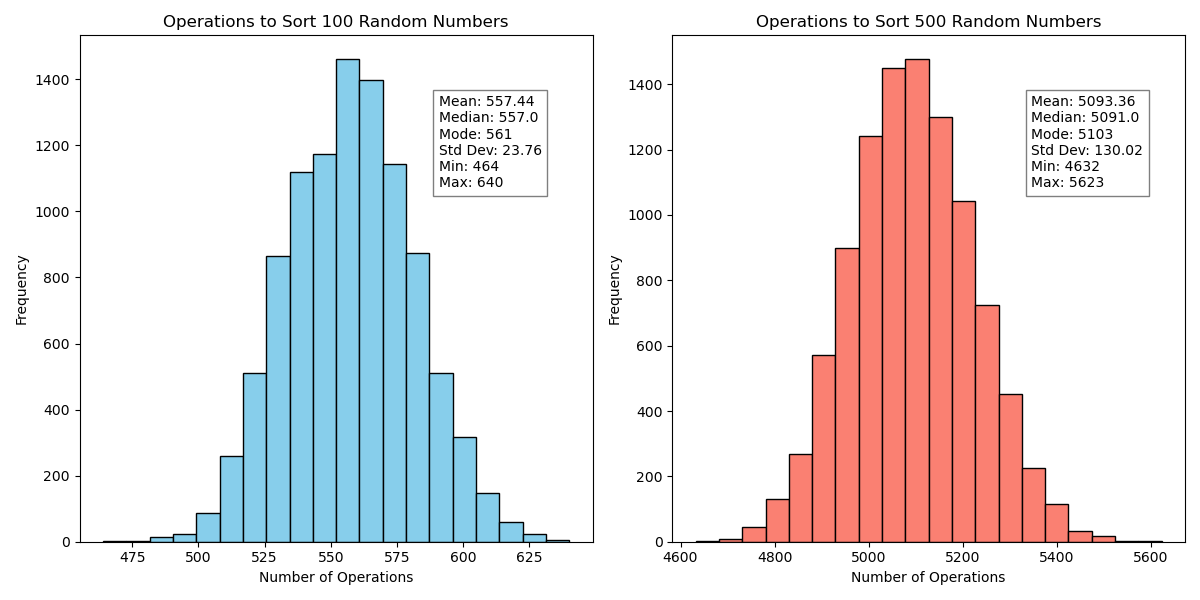 Operations to Sort 100 Random Numbers
Frequency
1400
1200
1000
800
600
400
200
0
Mean: 557.44
Median: 557.0
Mode: 561
Std Dev: 23.76
Min: 464
Max: 640
475 500 525 550 575 600 625
Number of Operations
Operations to Sort 500 Random Numbers
Frequency
1400
1200
1000
800
600
400
200
0
Mean: 5093.36
Median: 5091.0
Mode: 5103
Std Dev: 130.02
Min: 4632
Max: 5623
4600 4800 5000 5200 5400 5600
Number of Operations